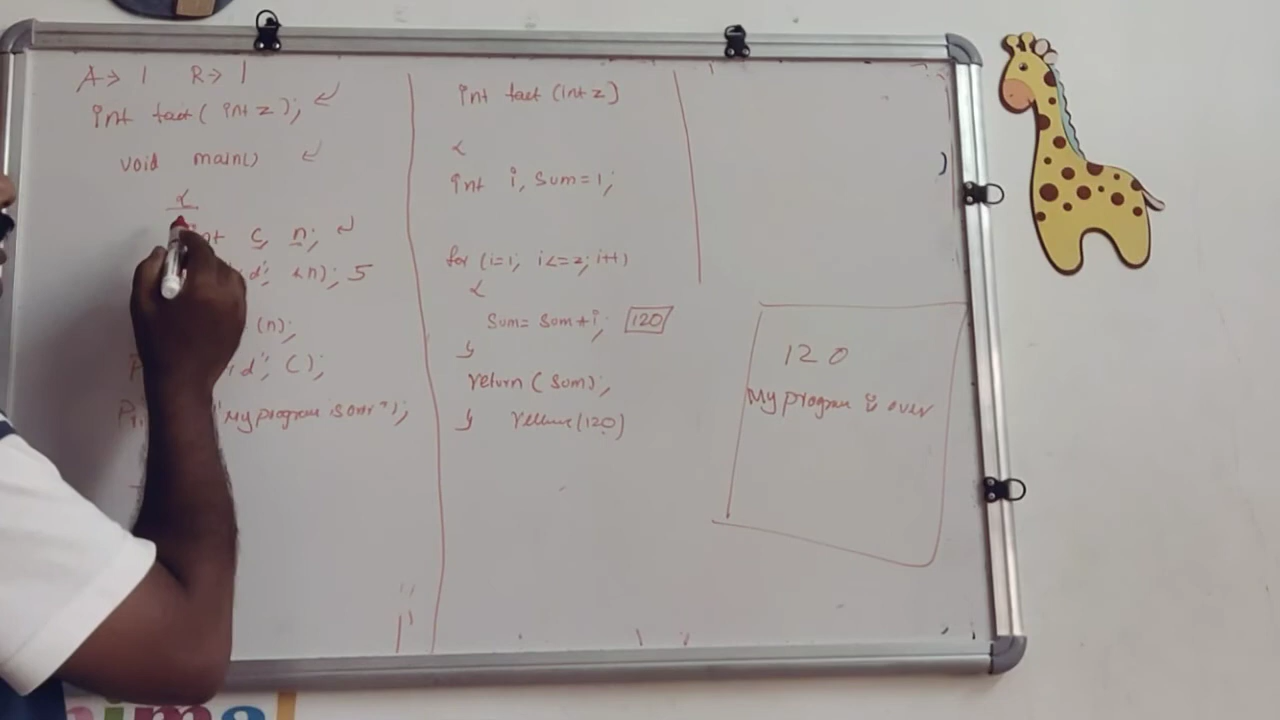 A→ 1 R→ 1
int fact( int z);
void main()
{
int c, n;
d", &n); 5
(n);
d", c);
"My program is over");
int fact (int z)
{
int i, sum=1;
for (i=1; i<=z; i++)
{
Sum= Sum*i; 120
}
return (sum);
} return(120)
120
My program is over